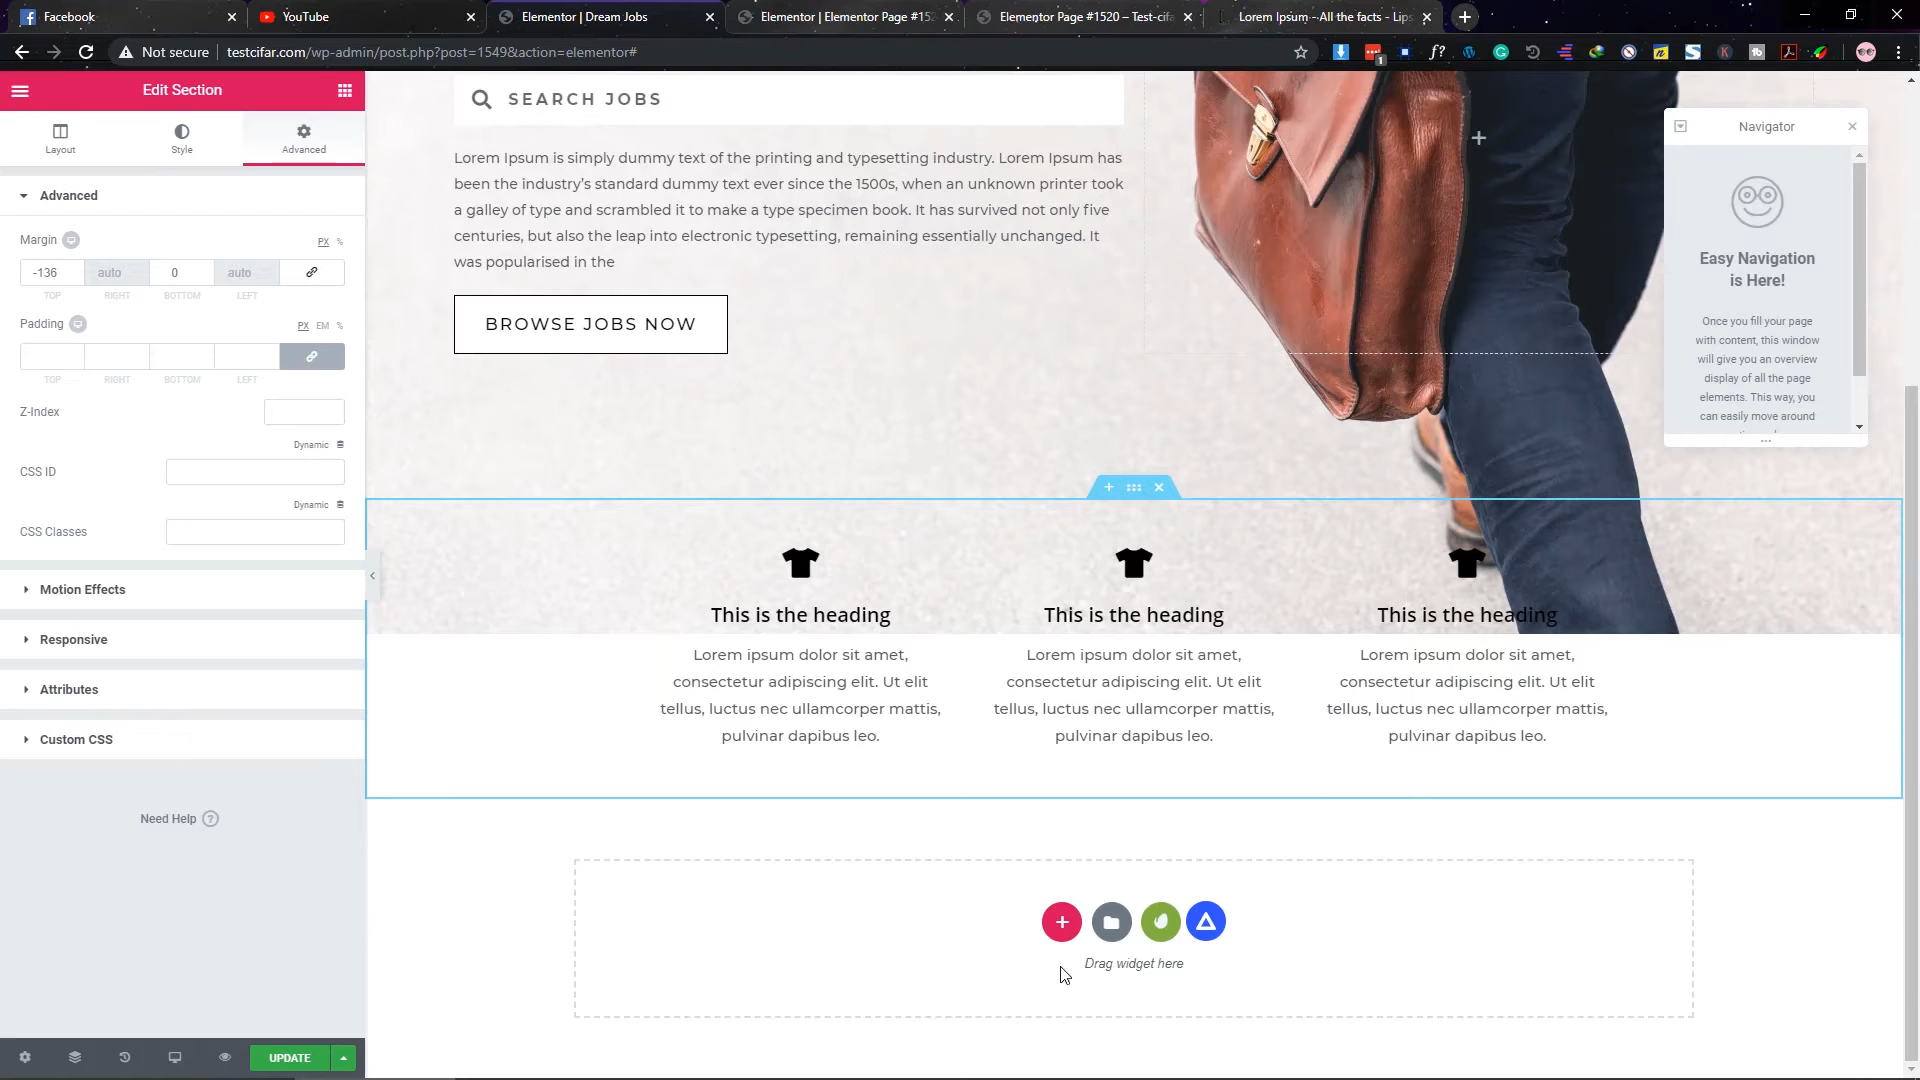 Facebook
YouTube
Elementor | Dream Jobs
Elementor | Elementor Page #152
Elementor Page #1520 – Test-cifa
Lorem Ipsum - All the facts - Lips
Not secure
testcifar.com/wp-admin/post.php?post=1549&action=elementor#
Edit Section
Layout
Style
Advanced
Advanced
Margin
PX %
-136
auto
0
auto
TOP
RIGHT
BOTTOM
LEFT
Padding
PX EM %
TOP
RIGHT
BOTTOM
LEFT
Z-Index
Dynamic
CSS ID
Dynamic
CSS Classes
Motion Effects
Responsive
Attributes
Custom CSS
Need Help ?
UPDATE
SEARCH JOBS
Lorem Ipsum is simply dummy text of the printing and typesetting industry. Lorem Ipsum has
been the industry’s standard dummy text ever since the 1500s, when an unknown printer took
a galley of type and scrambled it to make a type specimen book. It has survived not only five
centuries, but also the leap into electronic typesetting, remaining essentially unchanged. It
was popularised in the
BROWSE JOBS NOW
Navigator
Easy Navigation
is Here!
Once you fill your page
with content, this window
will give you an overview
display of all the page
elements. This way, you
can easily move around
This is the heading
Lorem ipsum dolor sit amet,
consectetur adipiscing elit. Ut elit
tellus, luctus nec ullamcorper mattis,
pulvinar dapibus leo.
This is the heading
Lorem ipsum dolor sit amet,
consectetur adipiscing elit. Ut elit
tellus, luctus nec ullamcorper mattis,
pulvinar dapibus leo.
This is the heading
Lorem ipsum dolor sit amet,
consectetur adipiscing elit. Ut elit
tellus, luctus nec ullamcorper mattis,
pulvinar dapibus leo.
Drag widget here